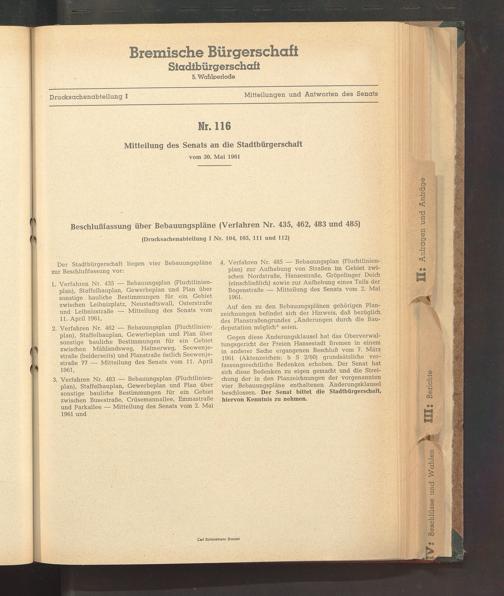 Bremische Bürgerschaft
Stadtbürgerschaft
5. Wahlperiode
Drucksachenabteilung I
Mitteilungen und Antworten des Senats
Nr. 116
Mitteilung des Senats an die Stadtbürgerschaft
vom 30. Mai 1961
Beschlußfassung über Bebauungspläne (Verfahren Nr. 435, 462, 483 und 485)
(Drucksachenabteilung I Nr. 104, 105, 111 und 112)
Der Stadtbürgerschaft liegen vier Bebauungspläne
zur Beschlußfassung vor:
1. Verfahren Nr. 435 — Bebauungsplan (Fluchtlinien-
plan), Staffelbauplan, Gewerbeplan und Plan über
sonstige bauliche Bestimmungen für ein Gebiet
zwischen Leibnizplatz, Neustadtswall, Osterstraße
und Leibnizstraße — Mitteilung des Senats vom
11. April 1961,
2. Verfahren Nr. 462 — Bebauungsplan (Fluchtlinien-
plan), Staffelbauplan, Gewerbeplan und Plan über
sonstige bauliche Bestimmungen für ein Gebiet
zwischen Mählandsweg, Halmerweg, Seewenje-
straße (beiderseits) und Planstraße östlich Seewenje-
straße ?? — Mitteilung des Senats vom 11. April
1961,
3. Verfahren Nr. 483 — Bebauungsplan (Fluchtlinien-
plan), Staffelbauplan, Gewerbeplan und Plan über
sonstige bauliche Bestimmungen für ein Gebiet
zwischen Busestraße, Crüsemannallee, Emmastraße
und Parkallee — Mitteilung des Senats vom 2. Mai
1961 und
4. Verfahren Nr. 485 — Bebauungsplan (Fluchtlinien-
plan) zur Aufhebung von Straßen im Gebiet zwi-
schen Nordstraße, Hansestraße, Gröpelinger Deich
(einschließlich) sowie zur Aufhebung eines Teils der
Bogenstraße — Mitteilung des Senats vom 2. Mai
1961.
Auf den zu den Bebauungsplänen gehörigen Plan-
zeichnungen befindet sich der Hinweis, daß bezüglich
des Planstraßengrundes „Änderungen durch die Bau-
deputation möglich" seien.
Gegen diese Änderungsklausel hat das Oberverwal-
tungsgericht der Freien Hansestadt Bremen in einem
in anderer Sache ergangenen Beschluß vom 7. März
1961 (Aktenzeichen: b S 2/60) grundsätzliche ver-
fassungsrechtliche Bedenken erhoben. Der Senat hat
sich diese Bedenken zu eigen gemacht und die Strei-
chung der in den Planzeichnungen der vorgenannten
vier Bebauungspläne enthaltenen Änderungsklausel
beschlossen. Der Senat bittet die Stadtbürgerschaft,
hiervon Kenntnis zu nehmen.
Carl Schünemann Bremen
II: Anfragen und Anträge
III: Berichte
IV: Beschlüsse und Wahlen